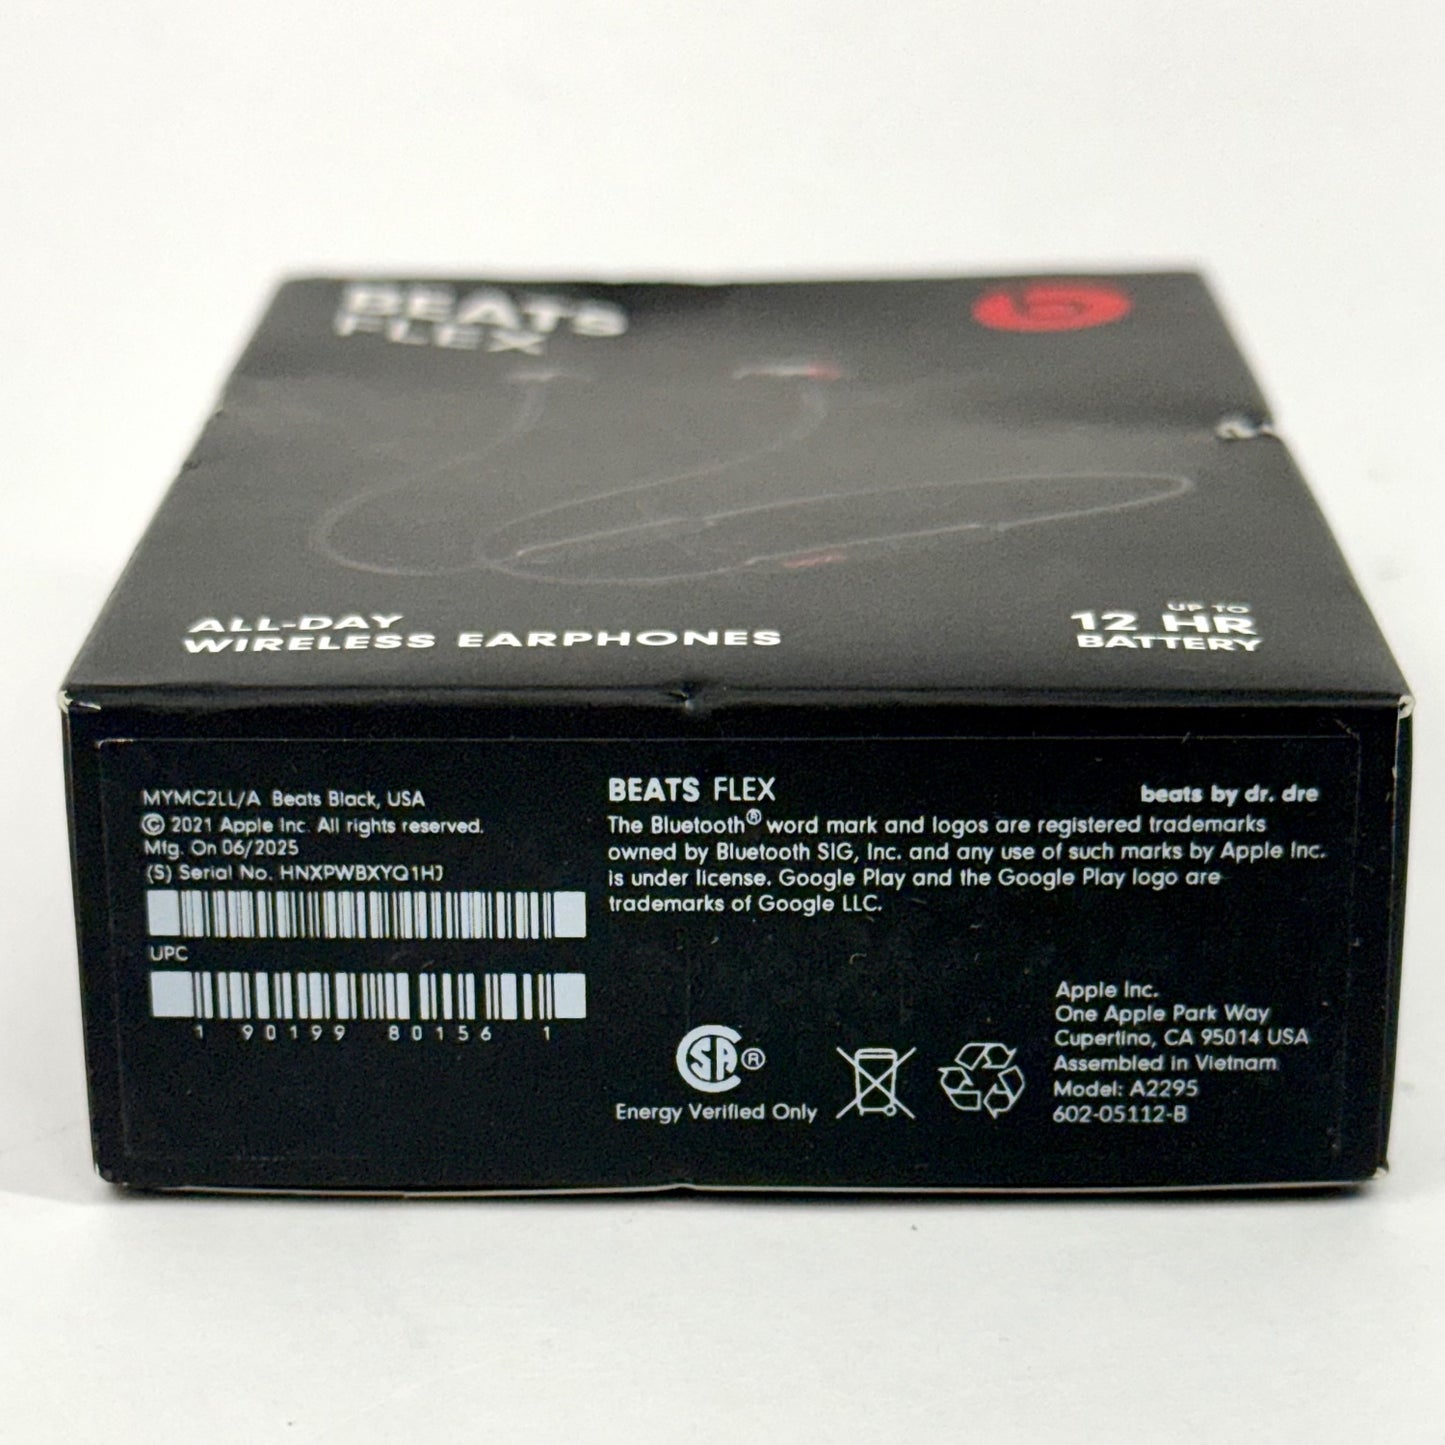 BEATS
FLEX
ALL-DAY
WIRELESS EARPHONES
UP TO
12 HR
BATTERY
MYMC2LL/A Beats Black, USA
© 2021 Apple Inc. All rights reserved.
Mfg. On 06/2025
(S) Serial No. HNXPWBXYQ1HJ
UPC
1 90199 80156 1
BEATS FLEX
beats by dr. dre
The Bluetooth® word mark and logos are registered trademarks
owned by Bluetooth SIG, Inc. and any use of such marks by Apple Inc.
is under license. Google Play and the Google Play logo are
trademarks of Google LLC.
SA ®
Energy Verified Only
Apple Inc.
One Apple Park Way
Cupertino, CA 95014 USA
Assembled in Vietnam
Model: A2295
602-05112-B